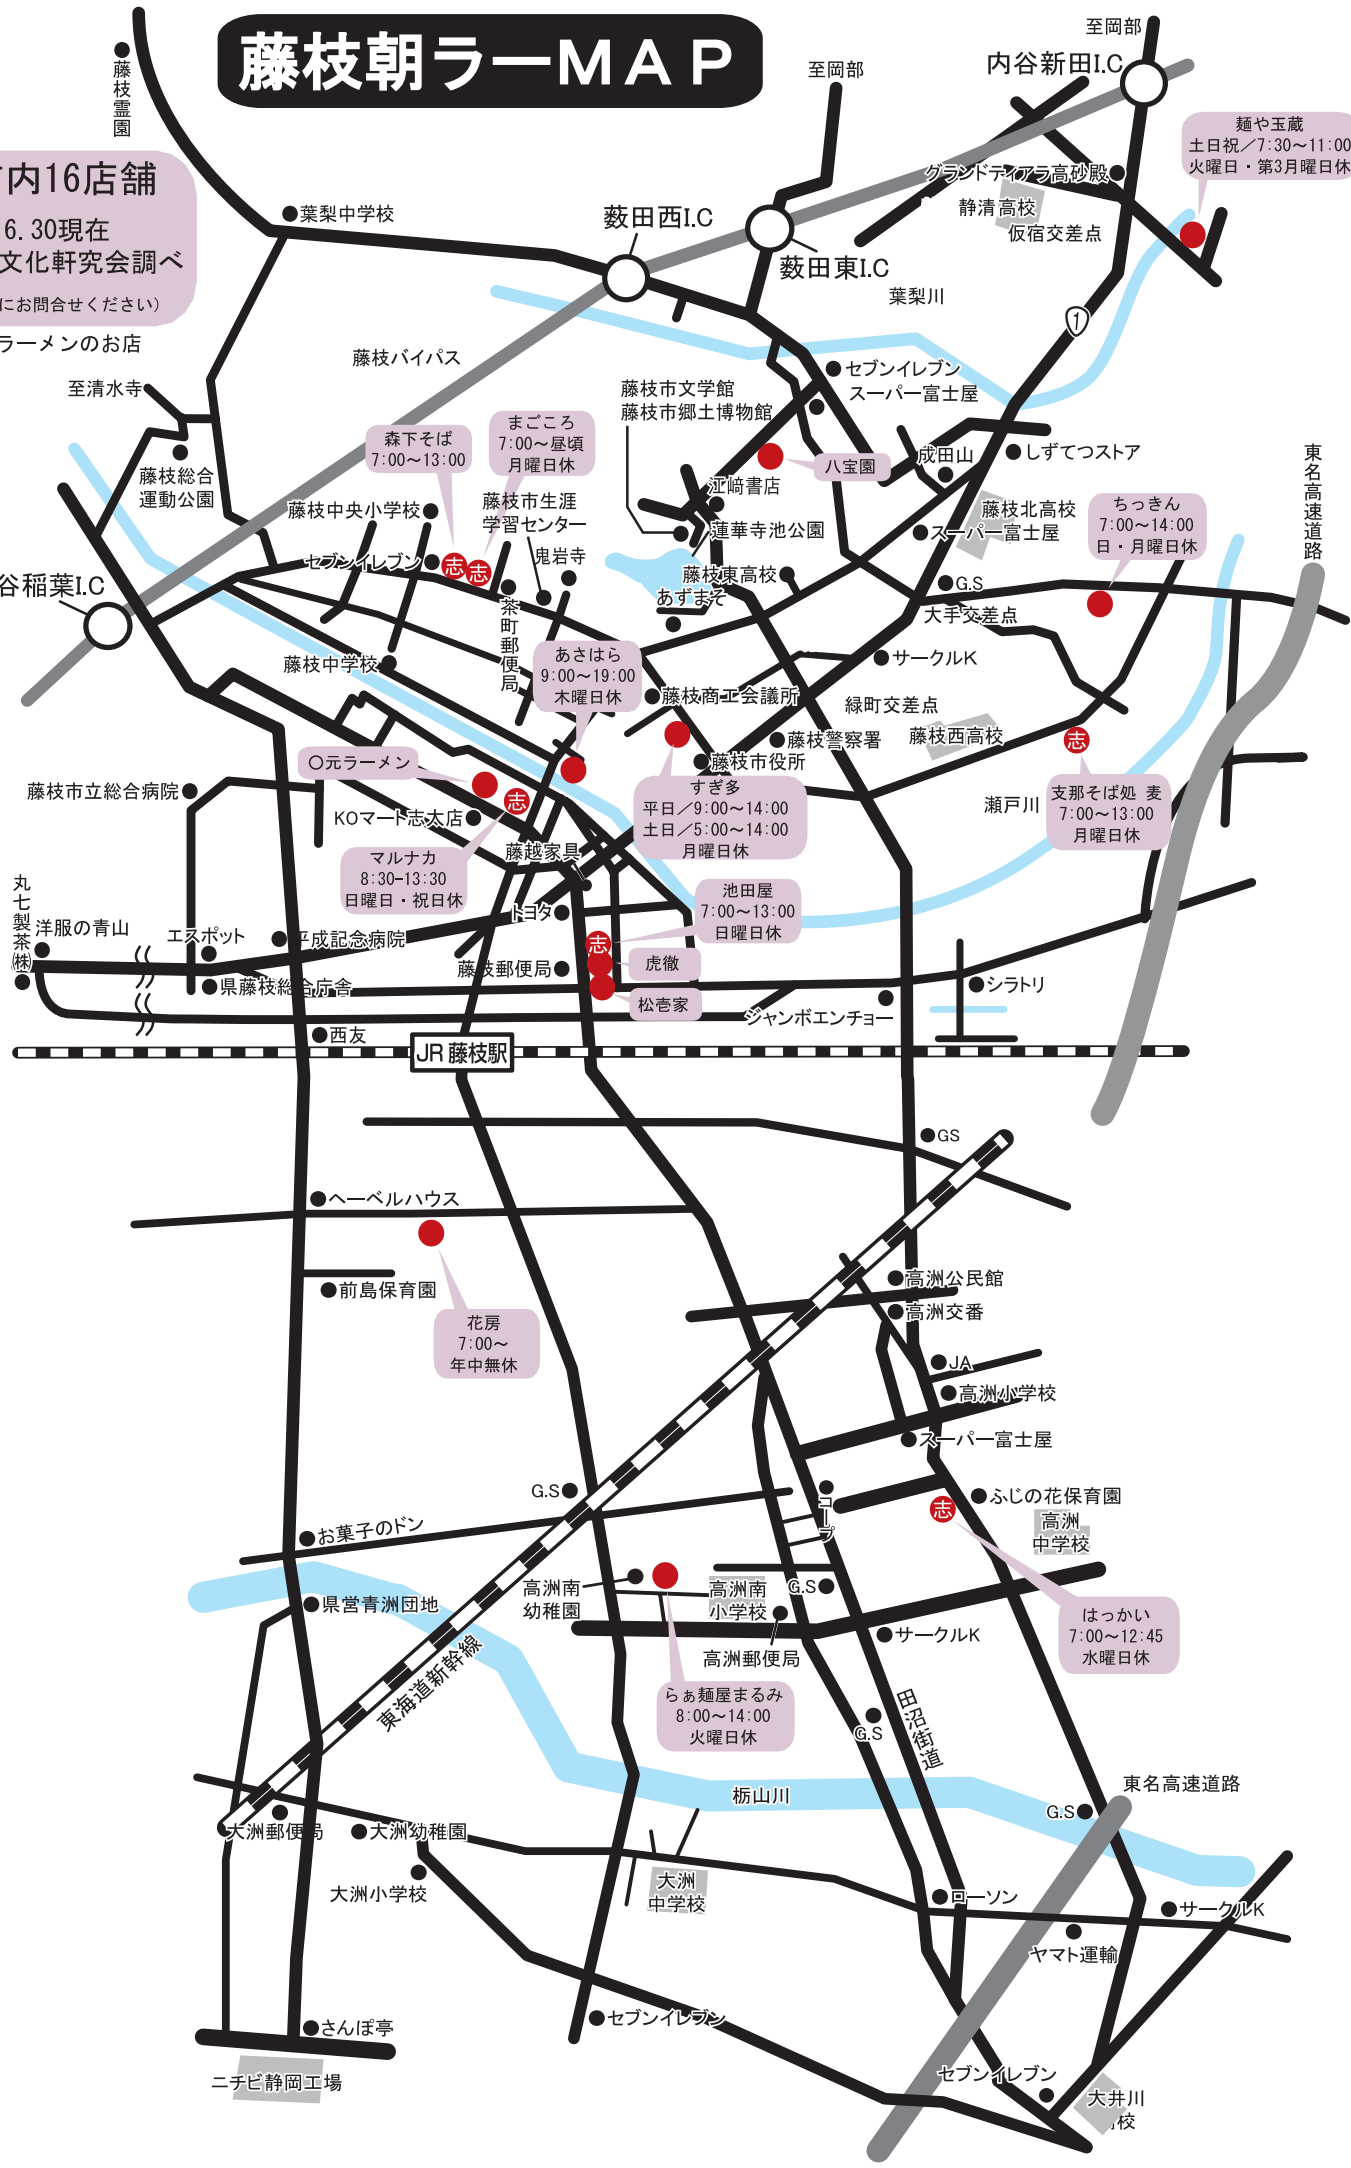 藤枝朝ラーMAP
至岡部
内谷新田I.C
至岡部
藤枝霊園
麺や玉蔵
土日祝／7:30～11:00
火曜日・第3月曜日休
内16店舗
6.30現在
文化軒究会調べ
にお問合せください）
ラーメンのお店
グランドティアラ高砂殿
静清高校
仮宿交差点
葉梨中学校
薮田西I.C
薮田東I.C
葉梨川
1
藤枝バイパス
至清水寺
セブンイレブン
スーパー富士屋
藤枝市文学館
藤枝市郷土博物館
まごころ
7:00～昼頃
月曜日休
森下そば
7:00～13:00
八宝園
成田山
しずてつストア
東名高速道路
藤枝総合
運動公園
江﨑書店
藤枝市生涯
学習センター
藤枝中央小学校
蓮華寺池公園
藤枝北高校
スーパー富士屋
ちっきん
7:00～14:00
日・月曜日休
セブンイレブン
志
志
鬼岩寺
藤枝東高校
あずまそ
G.S
大手交差点
谷稲葉I.C
茶町郵便局
藤枝中学校
あさはら
9:00～19:00
木曜日休
サークルK
藤枝商工会議所
緑町交差点
藤枝警察署
藤枝西高校
志
藤枝市役所
〇元ラーメン
すぎ多
平日／9:00～14:00
土日／5:00～14:00
月曜日休
支那そば処 麦
7:00～13:00
月曜日休
瀬戸川
藤枝市立総合病院
志
KOマート志太店
藤越家具
マルナカ
8:30-13:30
日曜日・祝日休
池田屋
7:00～13:00
日曜日休
トヨタ
丸七製茶㈱
洋服の青山
エスポット
平成記念病院
志
藤枝郵便局
虎徹
県藤枝総合庁舎
松壱家
シラトリ
ジャンボエンチョー
西友
JR 藤枝駅
GS
ヘーベルハウス
前島保育園
花房
7:00～
年中無休
高洲公民館
高洲交番
JA
高洲小学校
スーパー富士屋
G.S
コープ
ふじの花保育園
志
高洲
中学校
お菓子のドン
高洲南
幼稚園
高洲南
小学校
G.S
県営青洲団地
はっかい
7:00～12:45
水曜日休
サークルK
高洲郵便局
東海道新幹線
らぁ麺屋まるみ
8:00～14:00
火曜日休
田沼街道
G.S
東名高速道路
栃山川
G.S
大洲郵便局
大洲幼稚園
大洲小学校
大洲
中学校
ローソン
サークルK
ヤマト運輸
セブンイレブン
さんぽ亭
ニチビ静岡工場
セブンイレブン
大井川
校